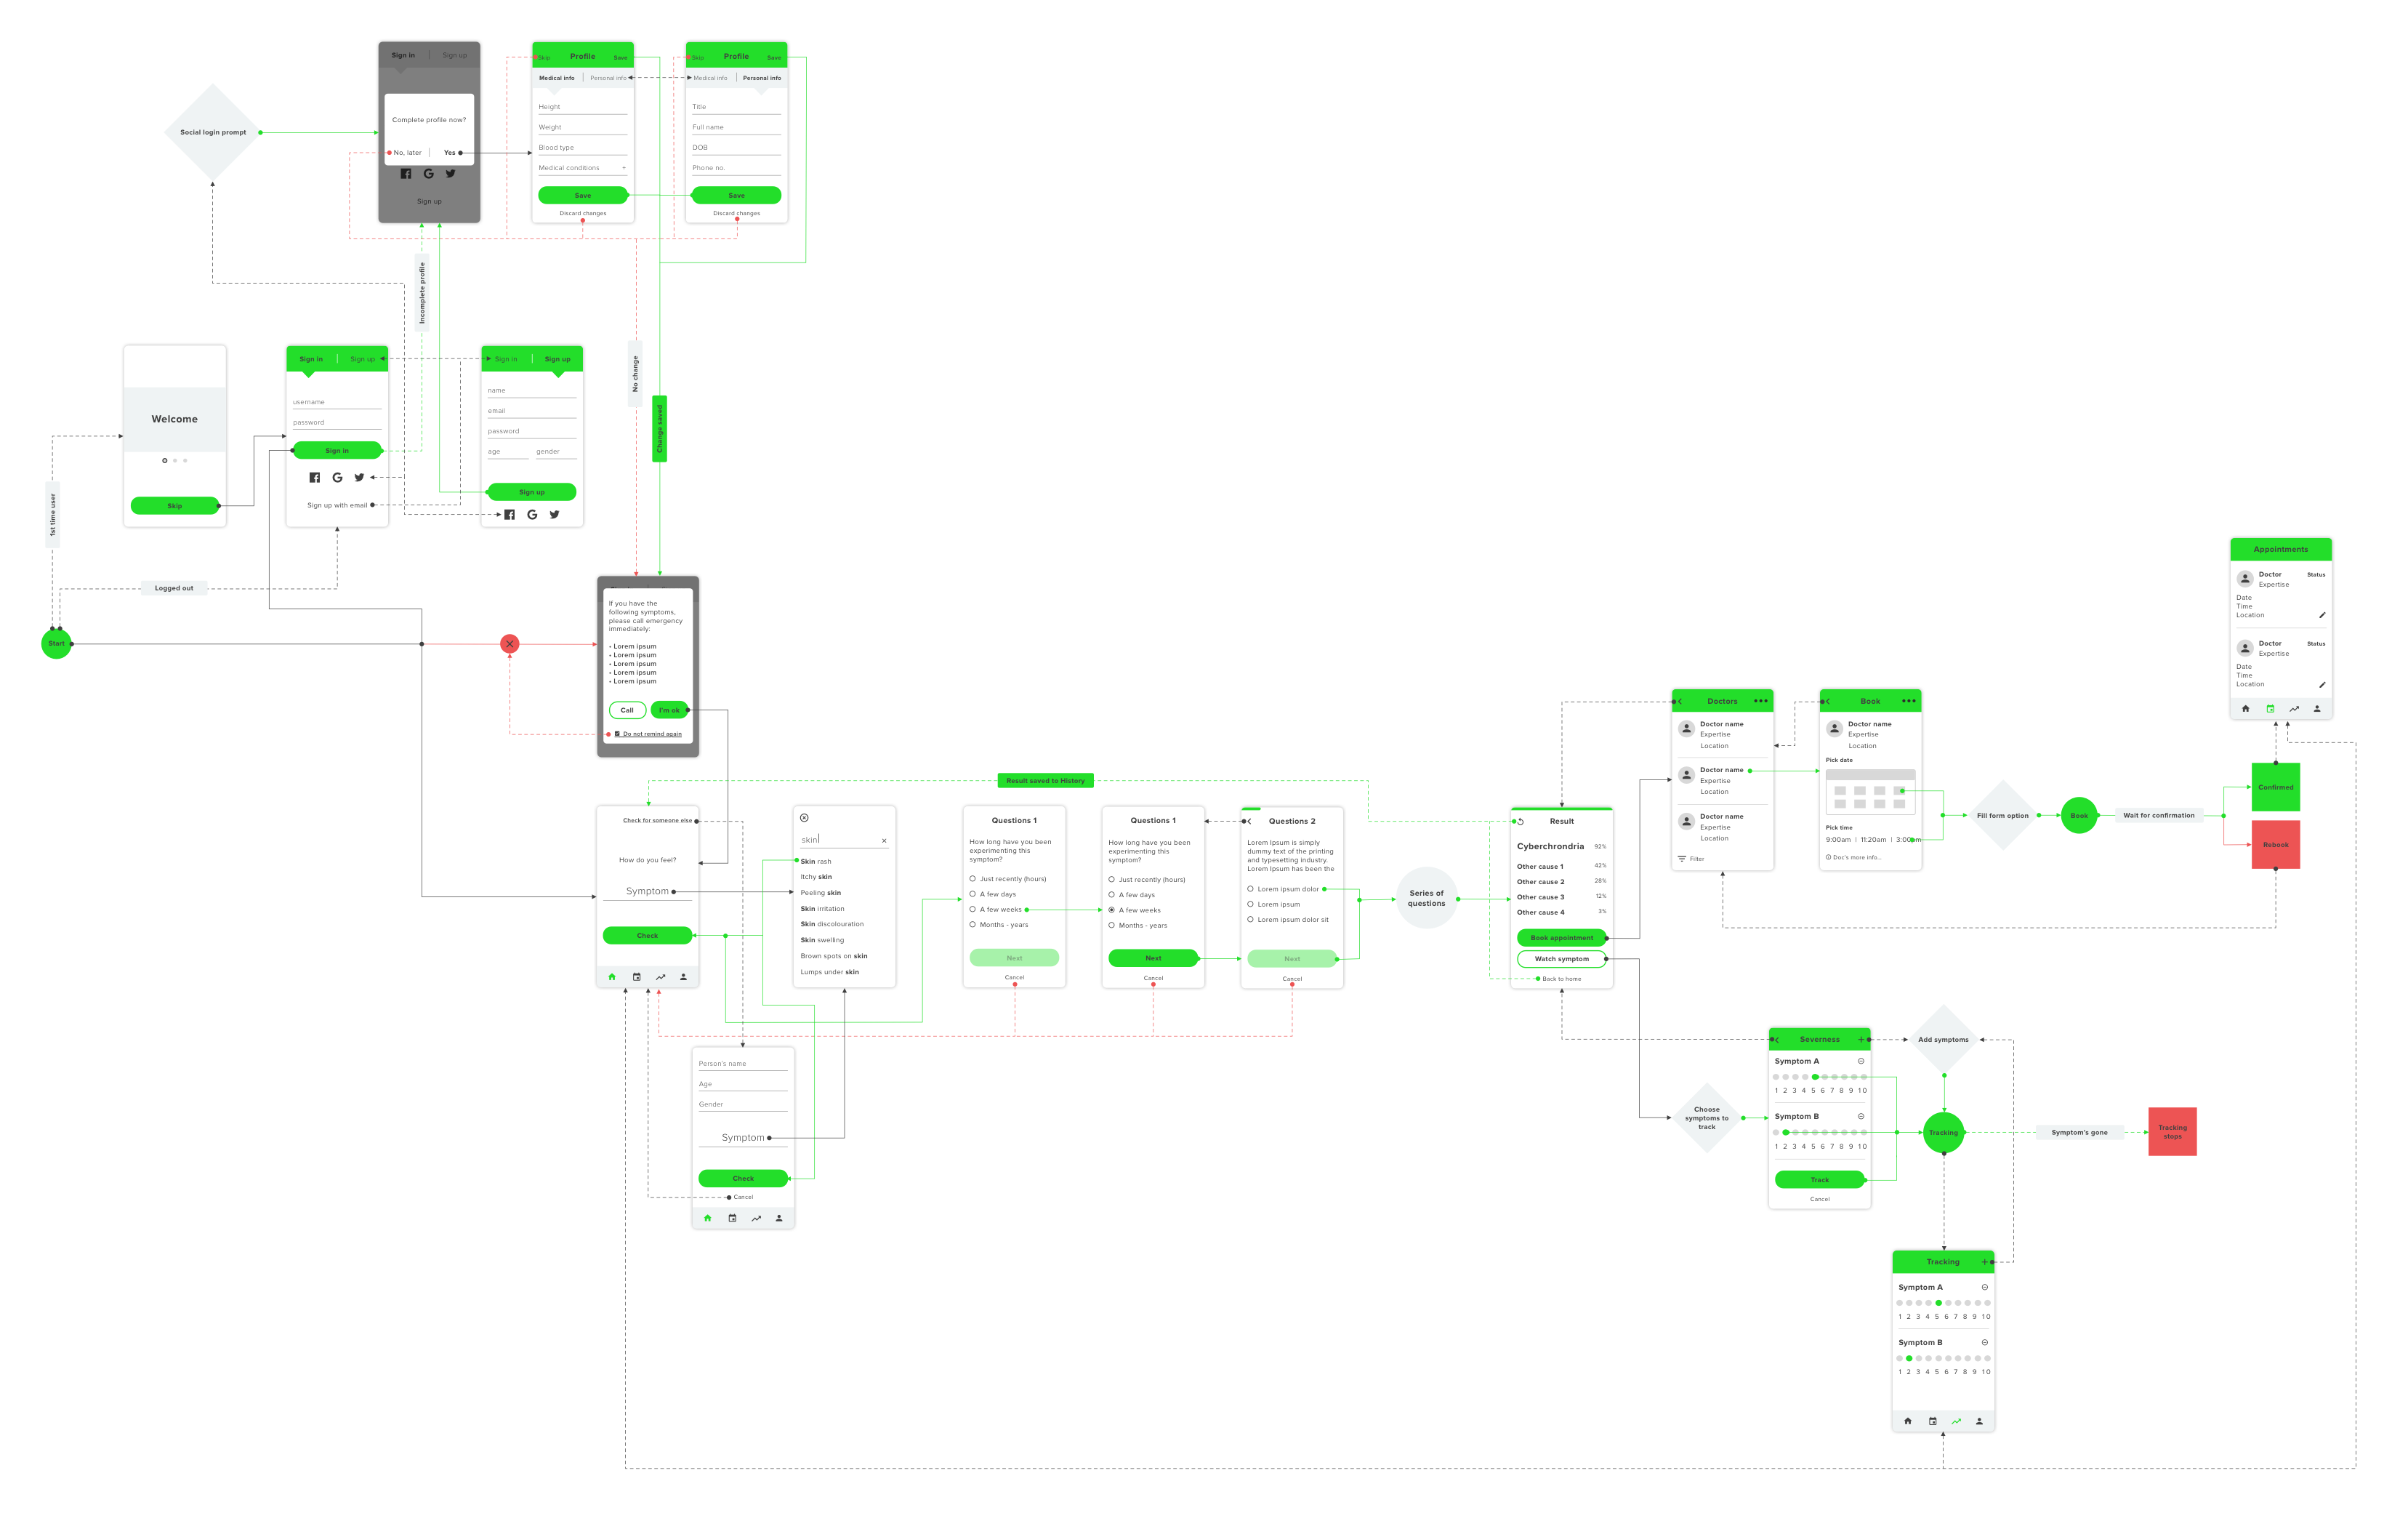 Social login prompt
Sign in
Sign up
Complete profile now?
No, later
Yes
Sign up
Skip
Profile
Save
Medical info
Personal info
Height
Weight
Blood type
Medical conditions +
Save
Discard changes
Skip
Profile
Save
Medical info
Personal info
Title
Full name
DOB
Phone no.
Save
Discard changes
Incomplete profile
No change
Change saved
1st time user
Welcome
Skip
Sign in
Sign up
username
password
Sign in
Sign up with email
Sign in
Sign up
name
email
password
age
gender
Sign up
Logged out
Start
If you have the
following symptoms,
please call emergency
immediately:
• Lorem ipsum
• Lorem ipsum
• Lorem ipsum
• Lorem ipsum
• Lorem ipsum
Call
I'm ok
Do not remind again
Result saved to History
Check for someone else
How do you feel?
Symptom
Check
skin
Skin rash
Itchy skin
Peeling skin
Skin irritation
Skin discolouration
Skin swelling
Brown spots on skin
Lumps under skin
Person's name
Age
Gender
Symptom
Check
Cancel
Questions 1
How long have you been
experimenting this
symptom?
Just recently (hours)
A few days
A few weeks
Months - years
Next
Cancel
Questions 1
How long have you been
experimenting this
symptom?
Just recently (hours)
A few days
A few weeks
Months - years
Next
Cancel
Questions 2
Lorem Ipsum is simply
dummy text of the printing
and typesetting industry.
Lorem Ipsum has been the
Lorem ipsum dolor
Lorem ipsum
Lorem ipsum dolor sit
Next
Cancel
Series of
questions
Result
Cyberchrondria 92%
Other cause 1 42%
Other cause 2 28%
Other cause 3 12%
Other cause 4 3%
Book appointment
Watch symptom
Back to home
Doctors
Doctor name
Expertise
Location
Doctor name
Expertise
Location
Doctor name
Expertise
Location
Filter
Book
Doctor name
Expertise
Location
Pick date
Pick time
9:00am | 11:20am | 3:00pm
Doc's more info...
Fill form option
Book
Wait for confirmation
Confirmed
Rebook
Appointments
Doctor
Status
Expertise
Date
Time
Location
Doctor
Status
Expertise
Date
Time
Location
Choose
symptoms to
track
Severness +
Symptom A
1 2 3 4 5 6 7 8 9 10
Symptom B
1 2 3 4 5 6 7 8 9 10
Track
Cancel
Add symptoms
Tracking
Symptom's gone
Tracking
stops
Tracking +
Symptom A
1 2 3 4 5 6 7 8 9 10
Symptom B
1 2 3 4 5 6 7 8 9 10